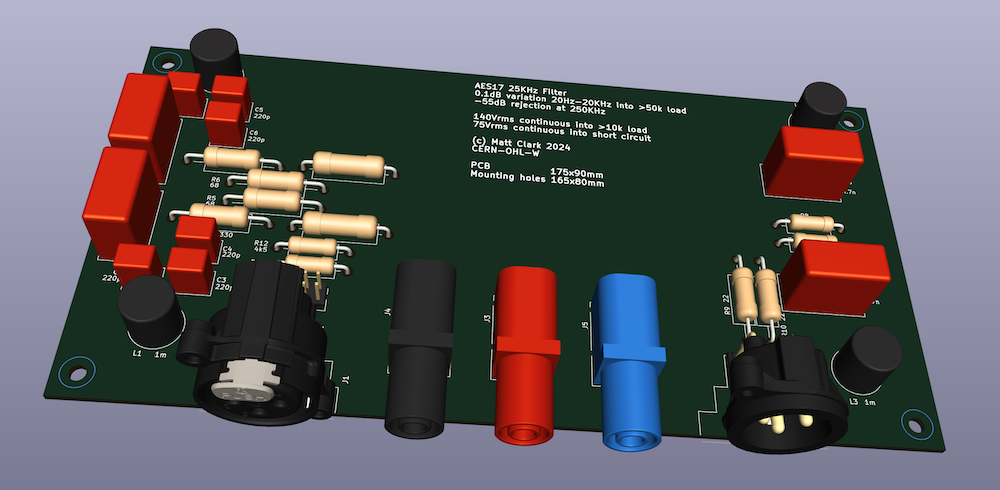 AES17 25KHz Filter
0.1dB variation 20Hz–20KHz into >50k load
–55dB rejection at 250KHz
140Vrms continuous into >10k load
75Vrms continuous into short circuit
(c) Matt Clark 2024
CERN–OHL–W
PCB 175x90mm
Mounting holes 165x80mm
C5
220p
C6
220p
R6
68
R5
68
330
R12
4k5
C4
220p
C3
220p
220p
L1 1m
J1
J4
J3
J5
R9 22
L3 1m